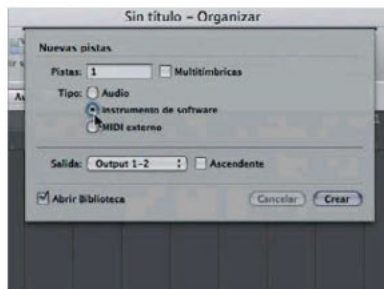 Sin título - Organizar
Nuevas pistas
Pistas: 1 Multitímbricas
Tipo: Audio
Instrumento de software
MIDI externo
Salida: Output 1-2 Ascendente
Abrir Biblioteca Cancelar Crear